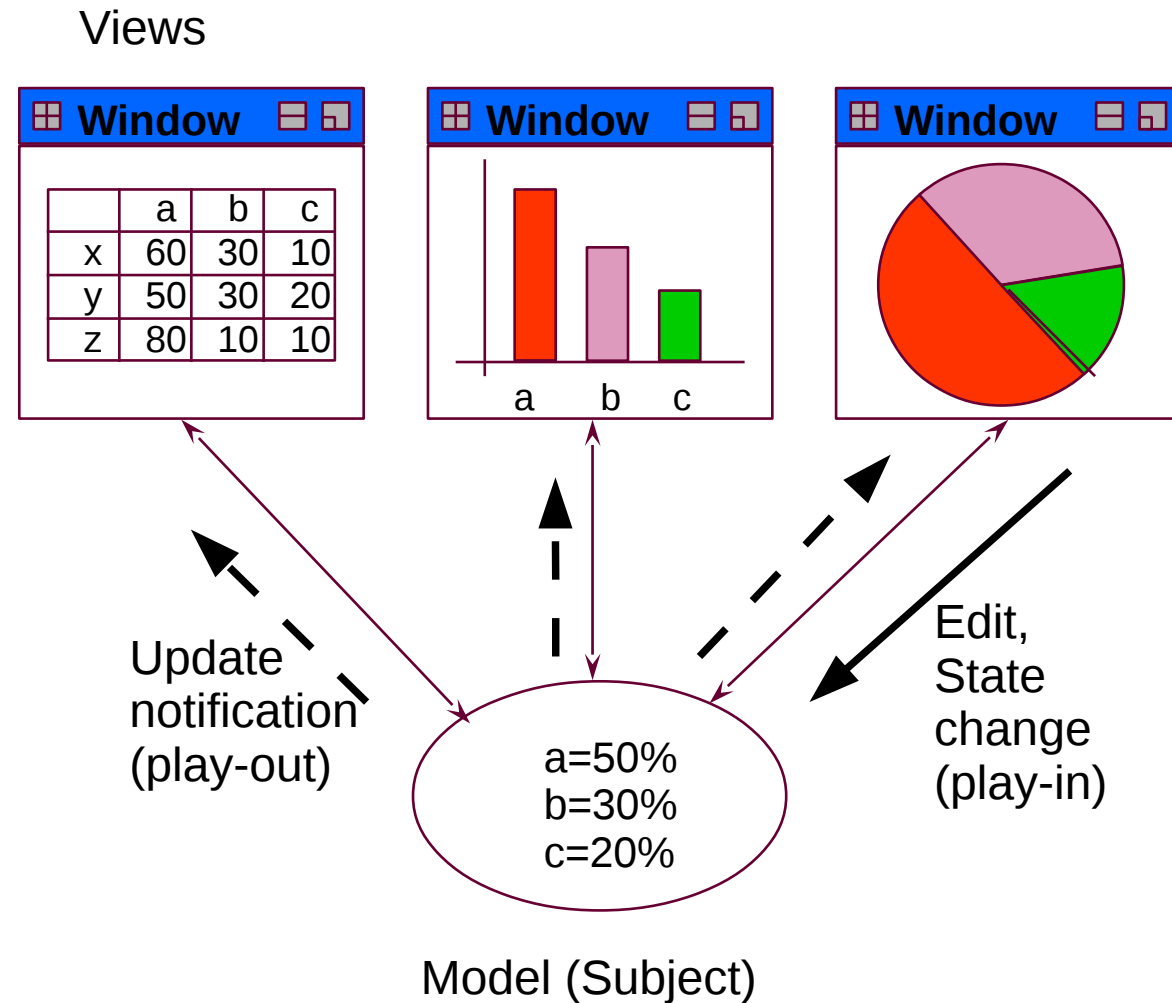 Views
Window
Window
Window
a b c
x 60 30 10
y 50 30 20
z 80 10 10
a b c
Update
notification
(play-out)
Edit,
State
change
(play-in)
a=50%
b=30%
c=20%
Model (Subject)